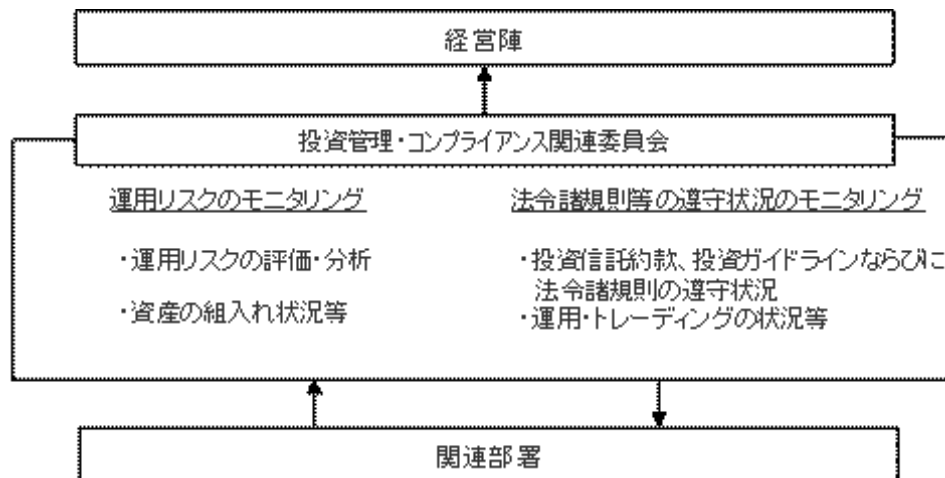 経営陣
投資管理・コンプライアンス関連委員会
運用リスクのモニタリング
・運用リスクの評価・分析
・資産の組入れ状況等
法令諸規則等の遵守状況のモニタリング
・投資信託約款、投資ガイドラインならびに
法令諸規則の遵守状況
・運用・トレーディングの状況等
関連部署